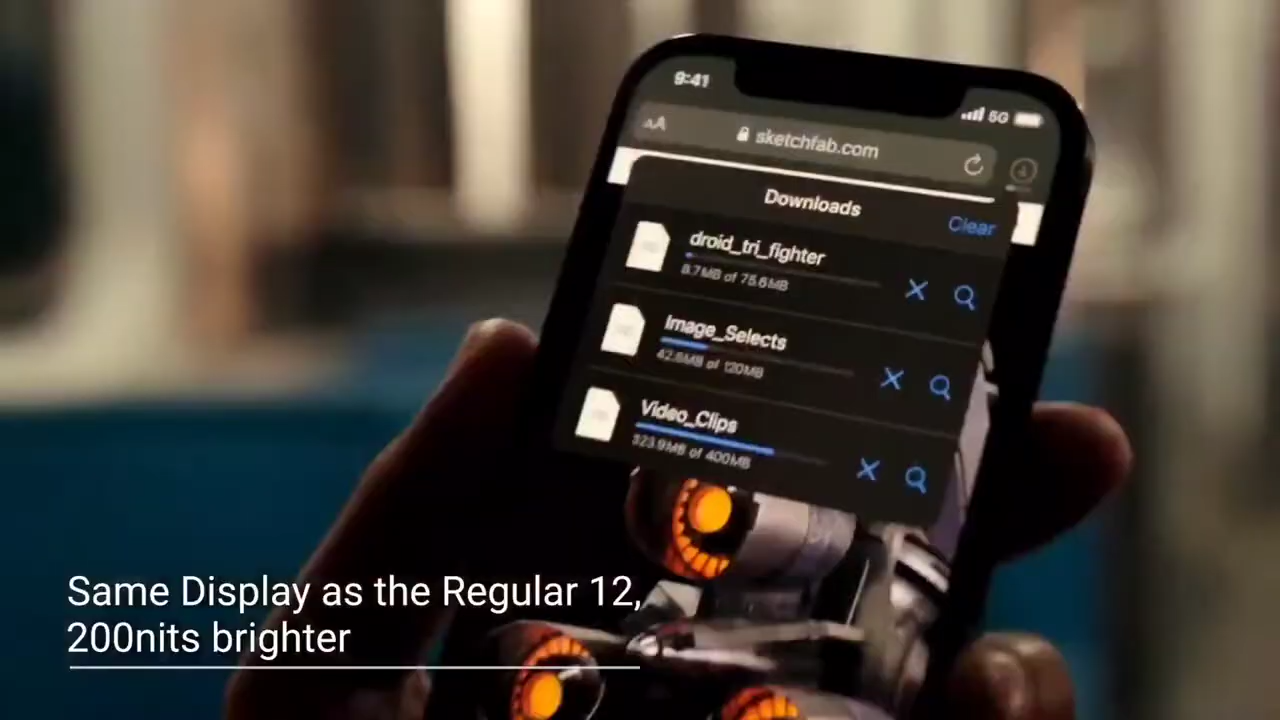 9:41
5G
AA
sketchfab.com
Downloads
Clear
droid_tri_fighter
8.7MB of 75.6MB
Image_Selects
42.6MB of 120MB
Video_Clips
323.9MB of 400MB
Same Display as the Regular 12,
200nits brighter